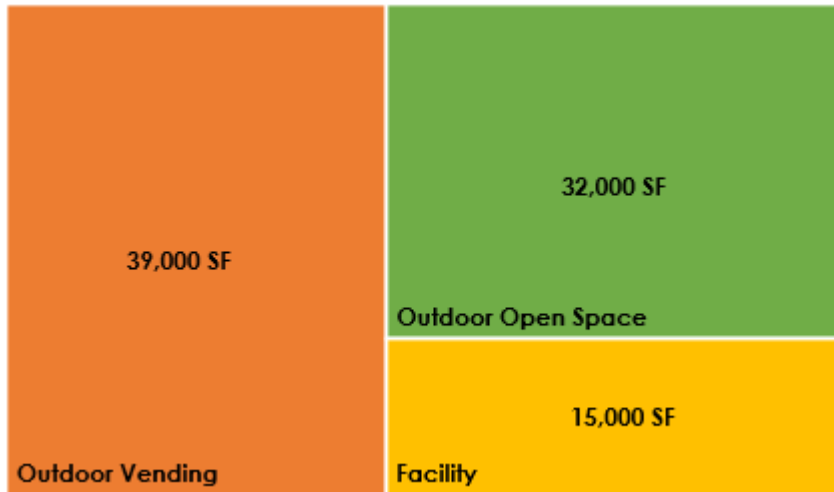 39,000 SF
Outdoor Vending
32,000 SF
Outdoor Open Space
15,000 SF
Facility